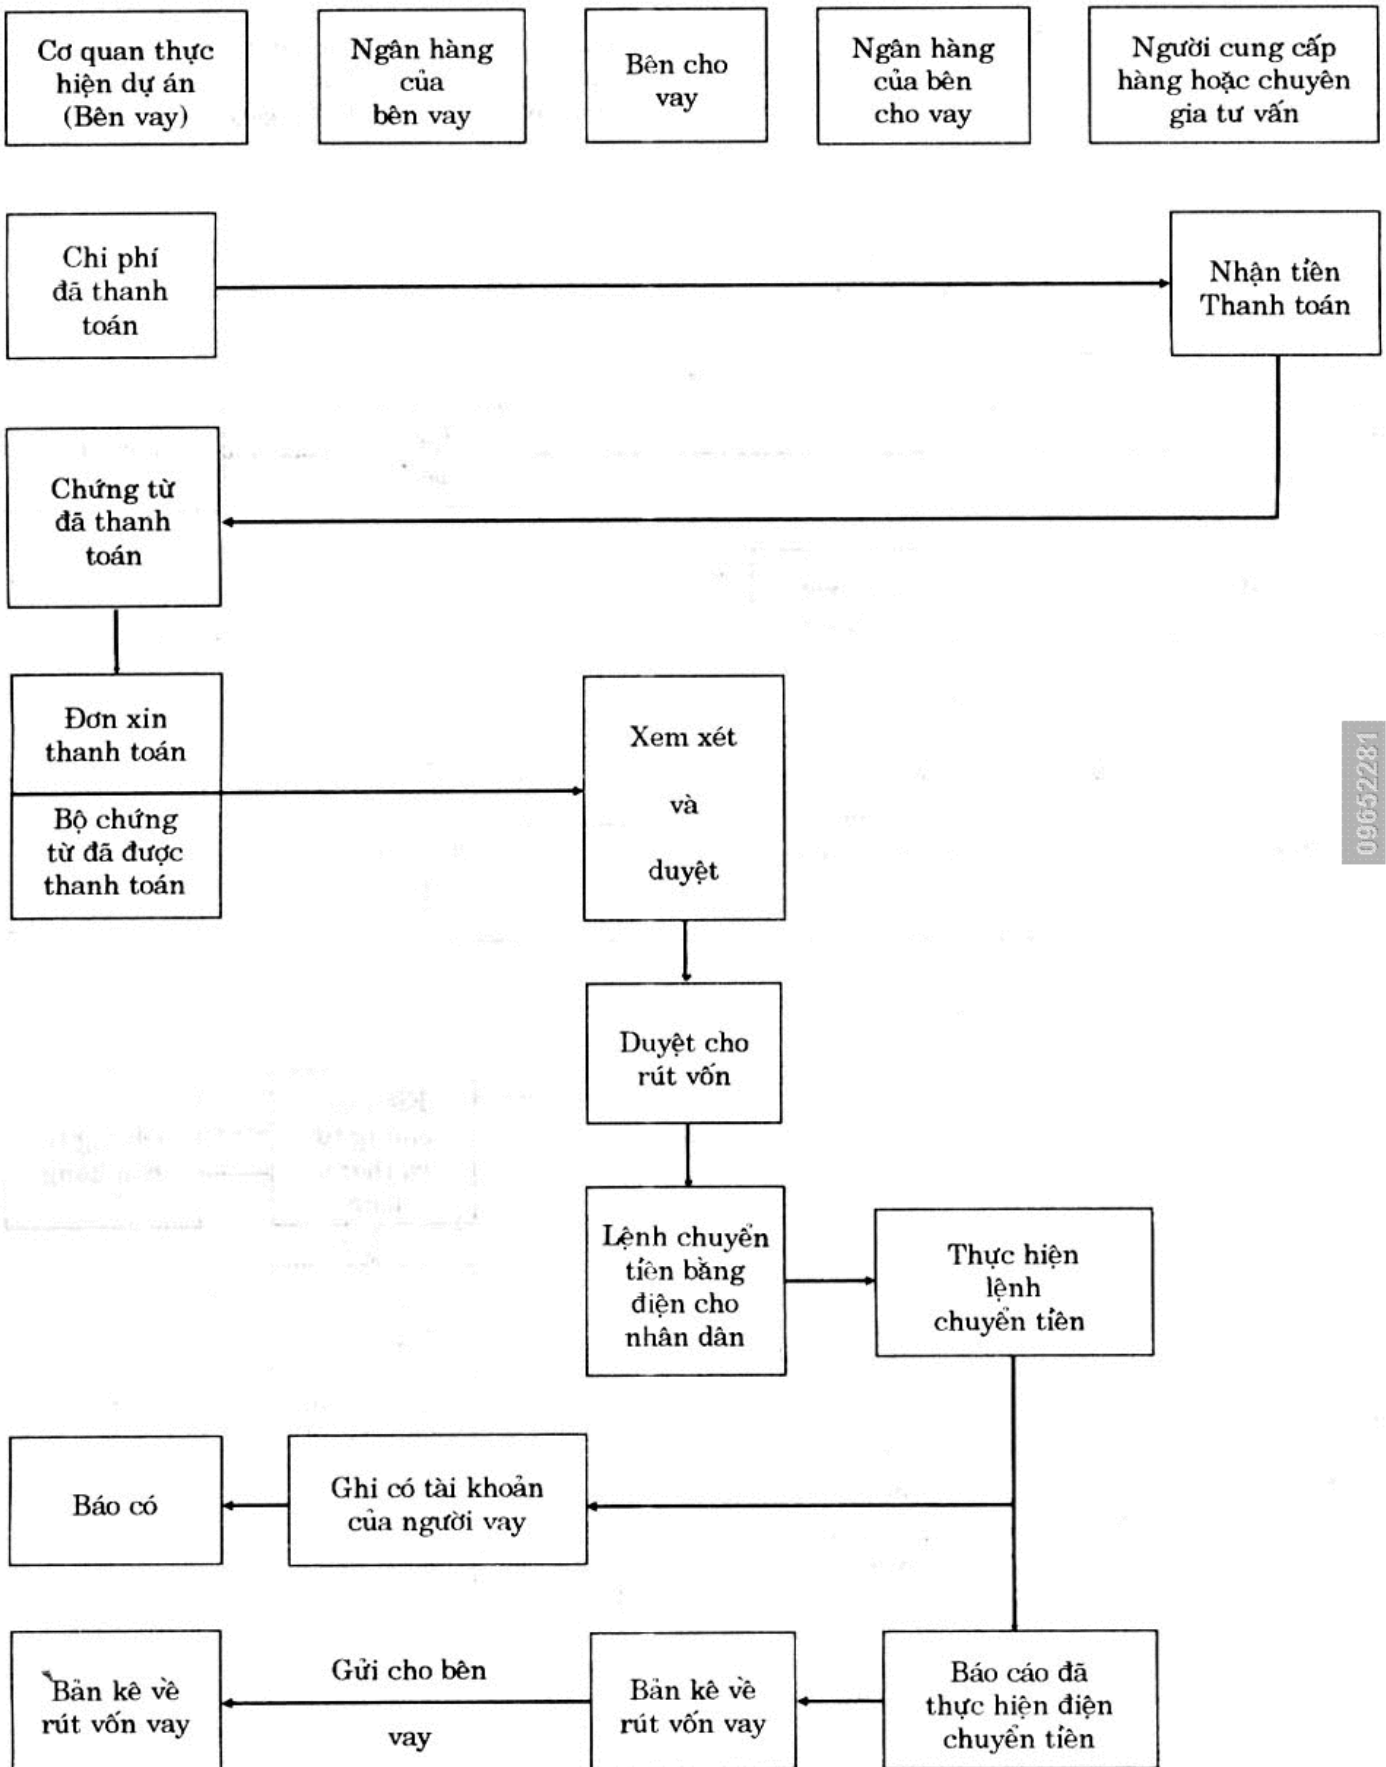 Cơ quan thực
hiện dự án
(Bên vay)
Ngân hàng
của
bên vay
Bên cho
vay
Ngân hàng
của bên
cho vay
Người cung cấp
hàng hoặc chuyên
gia tư vấn
Chi phí
đã thanh
toán
Nhận tiền
Thanh toán
Chứng từ
đã thanh
toán
Đơn xin
thanh toán
Bộ chứng
từ đã được
thanh toán
Xem xét
và
duyệt
09652281
Duyệt cho
rút vốn
Lệnh chuyển
tiền bằng
điện cho
nhân dân
Thực hiện
lệnh
chuyển tiền
Báo có
Ghi có tài khoản
của người vay
Bản kê về
rút vốn vay
Gửi cho bên
vay
Bản kê về
rút vốn vay
Báo cáo đã
thực hiện điện
chuyển tiền